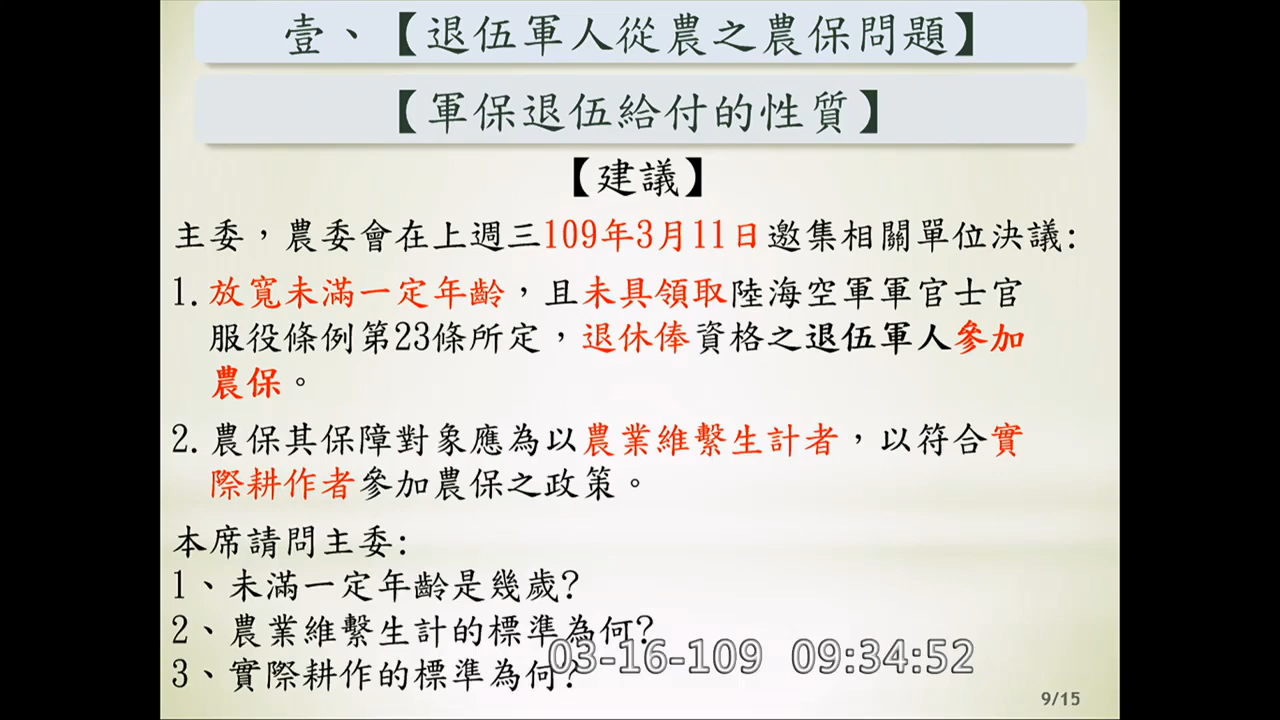 壹、【退伍軍人從農之農保問題】
【軍保退伍給付的性質】
【建議】
主委，農委會在上週三109年3月11日邀集相關單位決議:
1. 放寬未滿一定年齡，且未具領取陸海空軍軍官士官
服役條例第23條所定，退休俸資格之退伍軍人參加
農保。
2. 農保其保障對象應為以農業維繫生計者，以符合實
際耕作者參加農保之政策。
本席請問主委:
1、未滿一定年齡是幾歲?
2、農業維繫生計的標準為何?
3、實際耕作的標準為何?
03-16-109 09:34:52
9/15